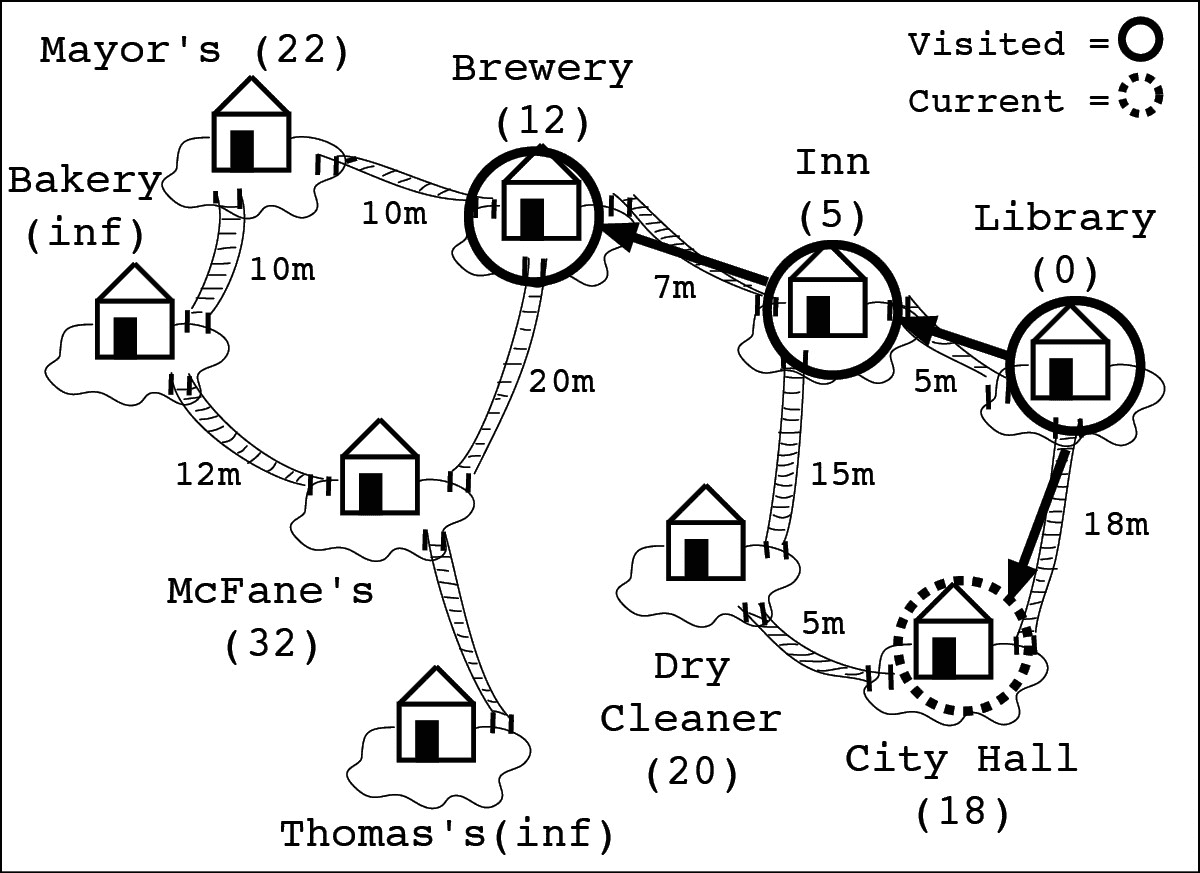 Mayor's (22)
Brewery
(12)
Visited =
Current =
Bakery
(inf)
Inn
(5)
Library
(0)
10m
10m
7m
5m
20m
12m
15m
18m
McFane's
(32)
5m
Dry
Cleaner
(20)
City Hall
(18)
Thomas's(inf)